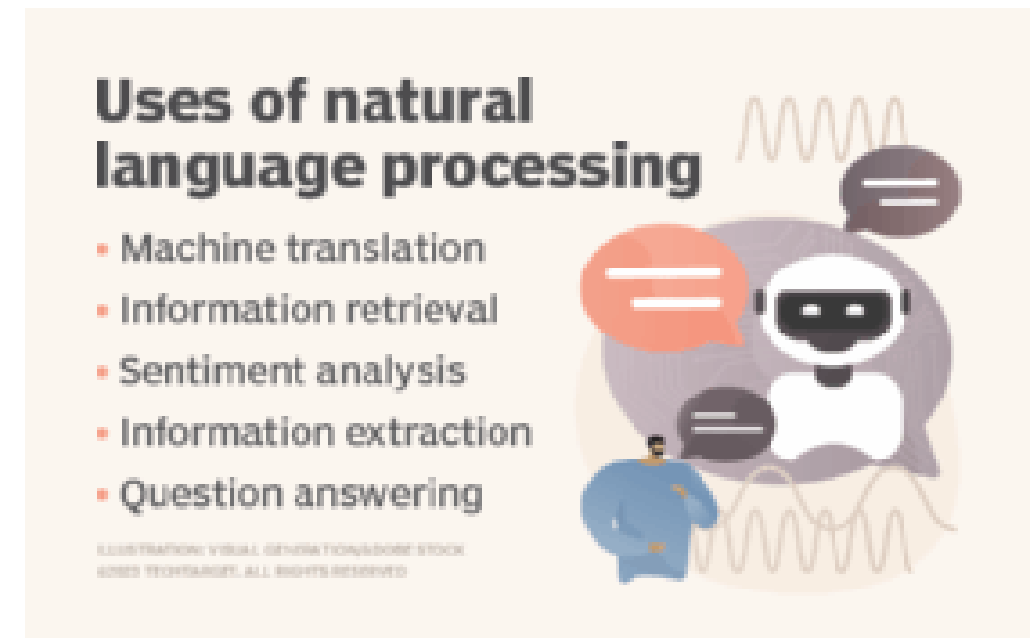 Uses of natural
language processing
• Machine translation
• Information retrieval
• Sentiment analysis
• Information extraction
• Question answering
ILLUSTRATION: VISUAL GENERATION/ADOBE STOCK
TECHTARGET. ALL RIGHTS RESERVED